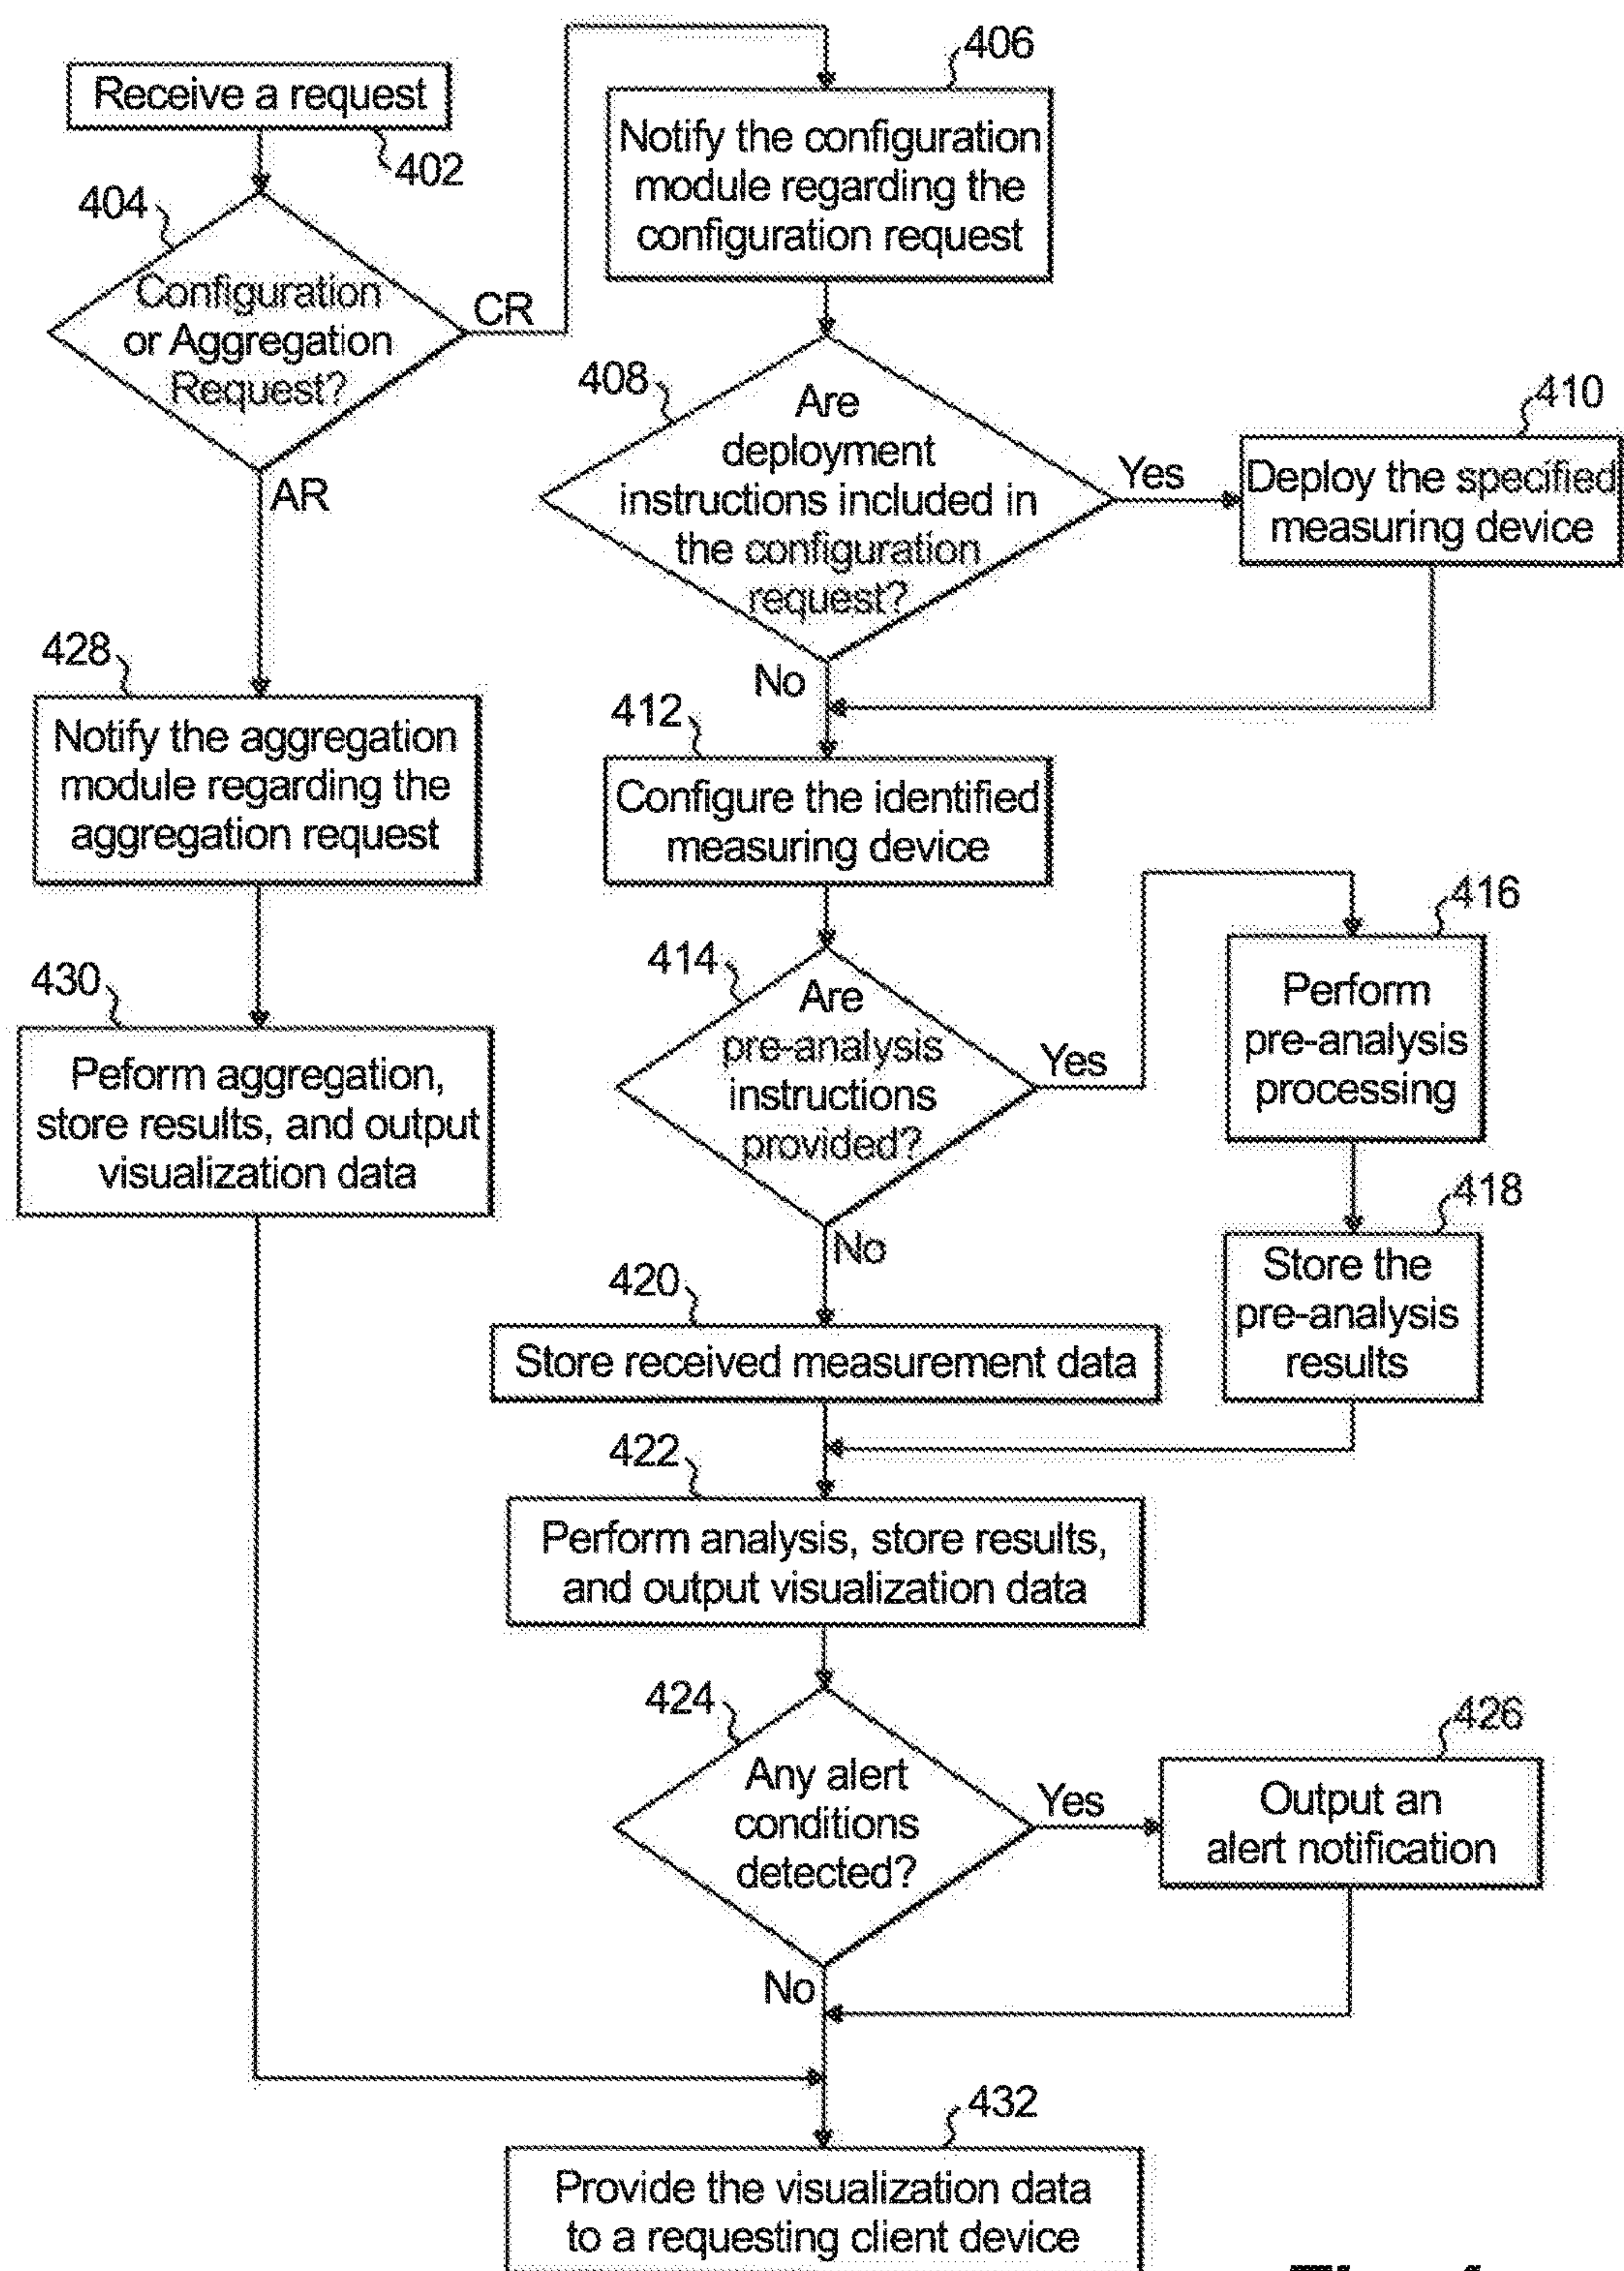 Receive a request
402
404
Configuration
or Aggregation
Request?
CR
AR
406
Notify the configuration
module regarding the
configuration request
408
Are
deployment
instructions included in
the configuration
request?
Yes
No
410
Deploy the specified
measuring device
412
Configure the identified
measuring device
414
Are
pre-analysis
instructions
provided?
Yes
No
416
Perform
pre-analysis
processing
418
Store the
pre-analysis
results
420
Store received measurement data
422
Perform analysis, store results,
and output visualization data
424
Any alert
conditions
detected?
Yes
No
426
Output an
alert notification
428
Notify the aggregation
module regarding the
aggregation request
430
Peform aggregation,
store results, and output
visualization data
432
Provide the visualization data
to a requesting client device